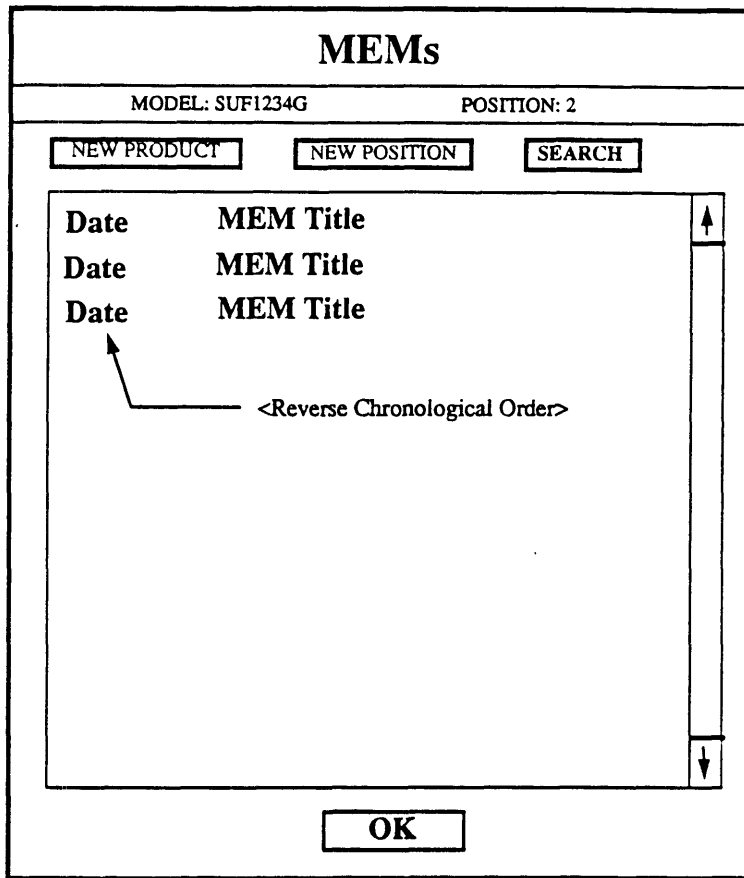 MEMs
MODEL: SUF1234G POSITION: 2
NEW PRODUCT NEW POSITION SEARCH
Date MEM Title
Date MEM Title
Date MEM Title
<Reverse Chronological Order>
OK